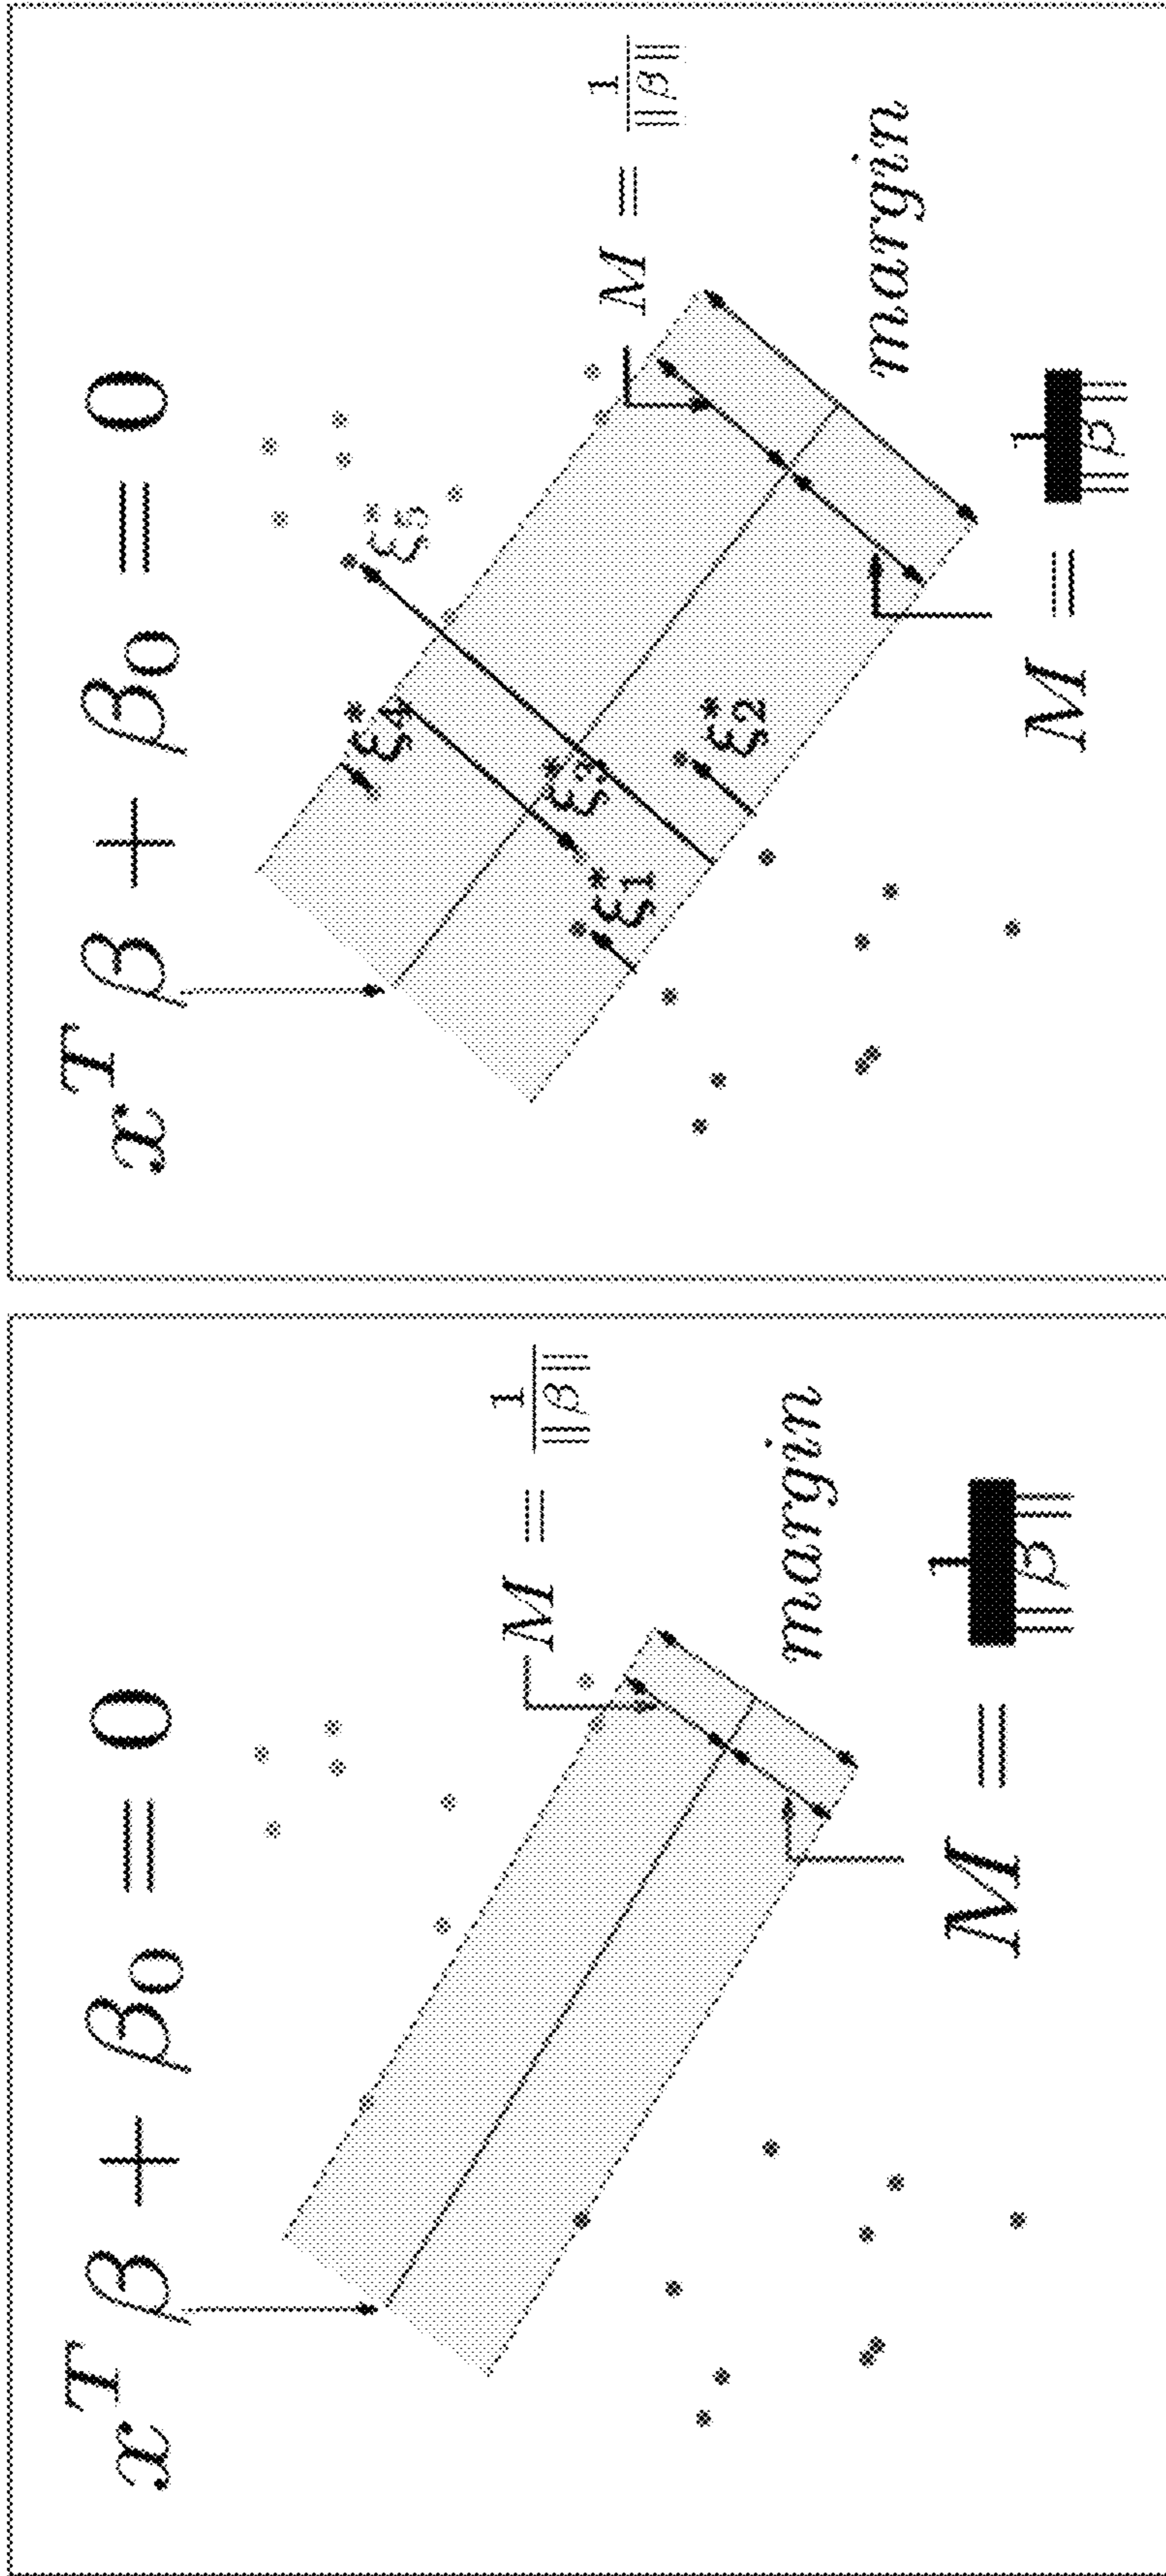 x^T β + β_0 = 0
M = 1/||β||
margin
M = 1/||β||
x^T β + β_0 = 0
ξ*_4
ξ*_5
M = 1/||β||
ξ*_3
ξ*_1
ξ*_2
margin
M = 1/||β||